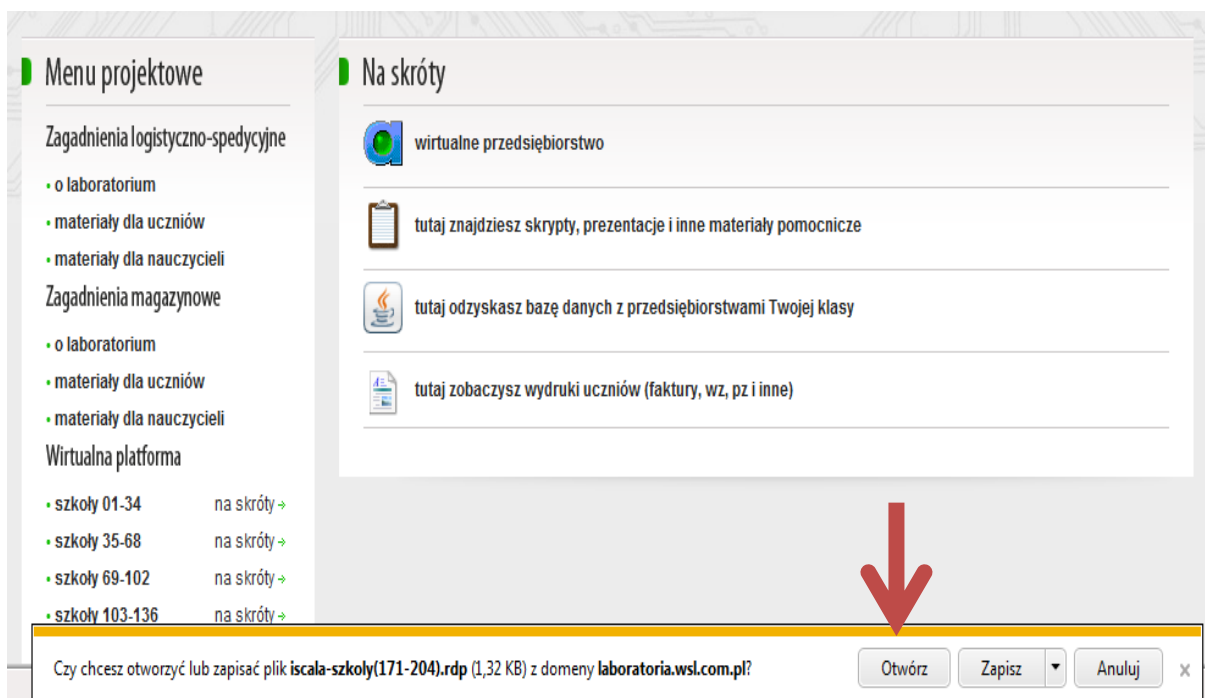 Menu projektowe
Zagadnienia logistyczno-spedycyjne
o laboratorium
materiały dla uczniów
materiały dla nauczycieli
Zagadnienia magazynowe
o laboratorium
materiały dla uczniów
materiały dla nauczycieli
Wirtualna platforma
szkoły 01-34 na skróty
szkoły 35-68 na skróty
szkoły 69-102 na skróty
szkoły 103-136 na skróty
Na skróty
wirtualne przedsiębiorstwo
tutaj znajdziesz skrypty, prezentacje i inne materiały pomocnicze
tutaj odzyskasz bazę danych z przedsiębiorstwami Twojej klasy
tutaj zobaczysz wydruki uczniów (faktury, wz, pz i inne)
Czy chcesz otworzyć lub zapisać plik iscala-szkoly(171-204).rdp (1,32 KB) z domeny laboratoria.wsl.com.pl? Otwórz Zapisz Anuluj